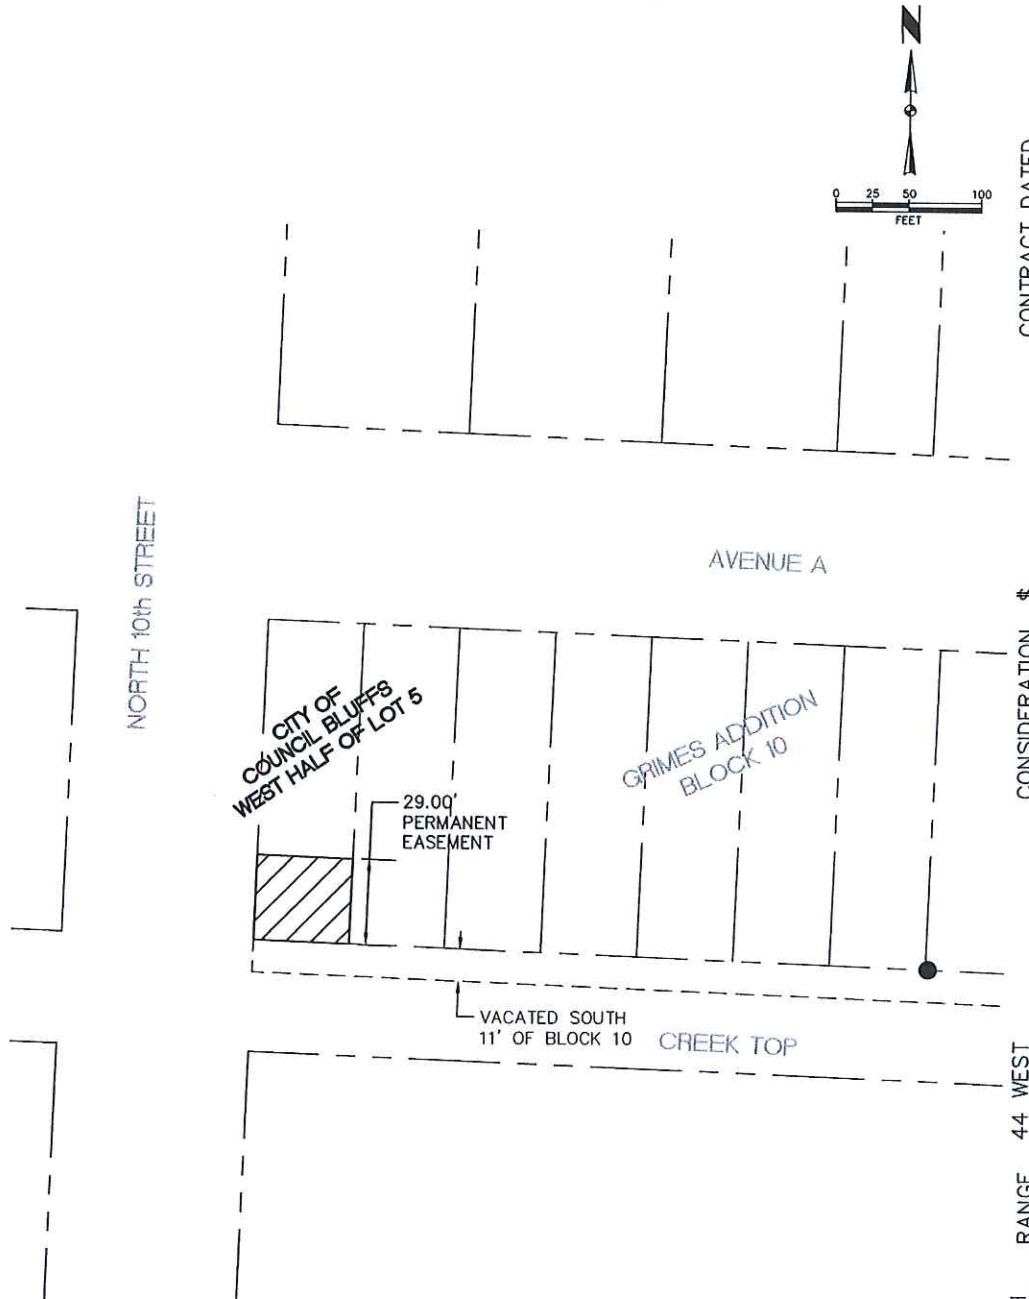 N
0 25 50 100
FEET
CONTRACT DATED
NORTH 10th STREET
AVENUE A
CITY OF
COUNCIL BLUFFS
WEST HALF OF LOT 5
GRIMES ADDITION
BLOCK 10
29.00'
PERMANENT
EASEMENT
CONSIDERATION $
VACATED SOUTH
11' OF BLOCK 10
CREEK TOP
RANGE 44 WEST